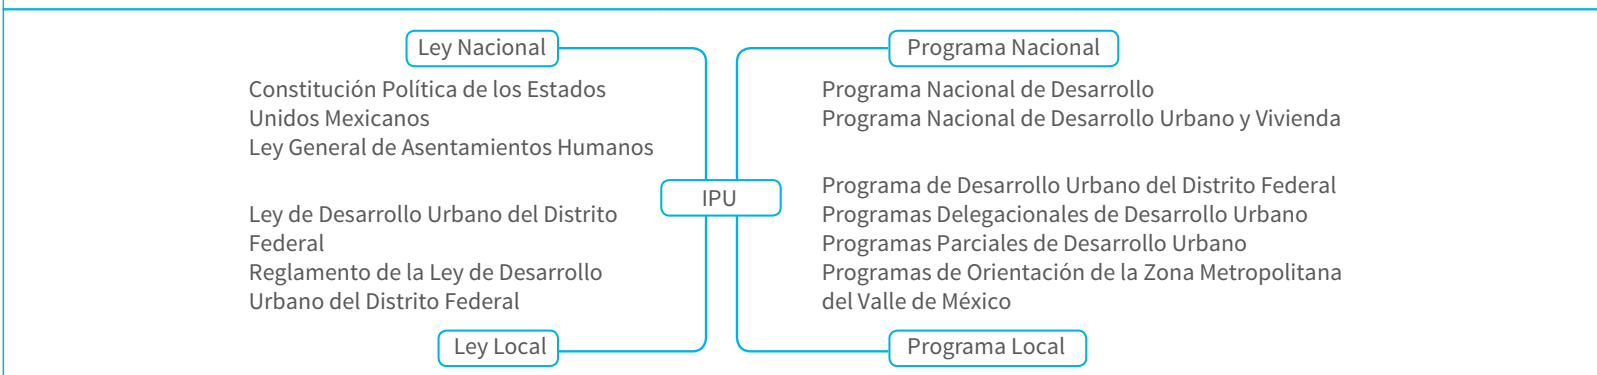 Ley Nacional
Constitución Política de los Estados
Unidos Mexicanos
Ley General de Asentamientos Humanos
Ley de Desarrollo Urbano del Distrito
Federal
Reglamento de la Ley de Desarrollo
Urbano del Distrito Federal
Ley Local
IPU
Programa Nacional
Programa Nacional de Desarrollo
Programa Nacional de Desarrollo Urbano y Vivienda
Programa de Desarrollo Urbano del Distrito Federal
Programas Delegacionales de Desarrollo Urbano
Programas Parciales de Desarrollo Urbano
Programas de Orientación de la Zona Metropolitana
del Valle de México
Programa Local